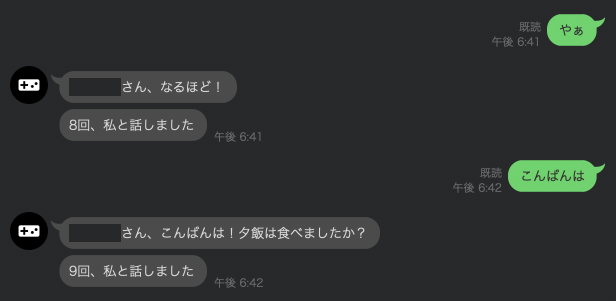 既読
午後 6:41
やぁ
さん、なるほど！
8回、私と話しました
午後 6:41
既読
午後 6:42
こんばんは
さん、こんばんは！夕飯は食べましたか？
9回、私と話しました
午後 6:42